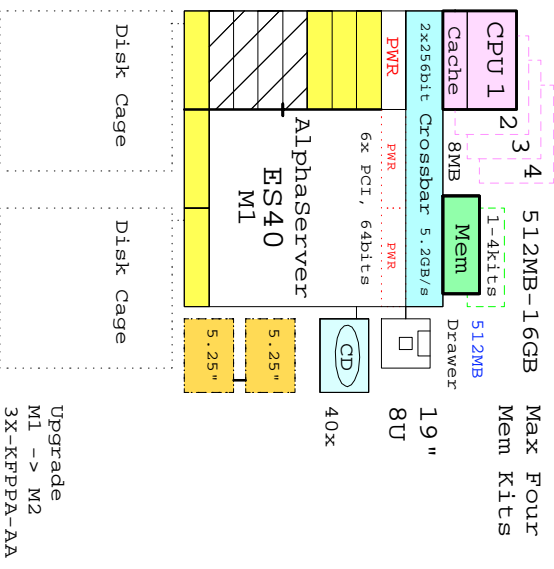 Max Four
Mem Kits
512MB-16GB
CPU 1
Cache
2
3
4
8MB
Mem
1-4kits
512MB
Drawer
2x256bit Crossbar 5.2GB/s
PWR
PWR
PWR
6x PCI, 64bits
AlphaServer
ES40
M1
19"
8U
CD
40x
5.25"
5.25"
Disk Cage
Disk Cage
Upgrade
M1 -> M2
3X-KFPPA-AA